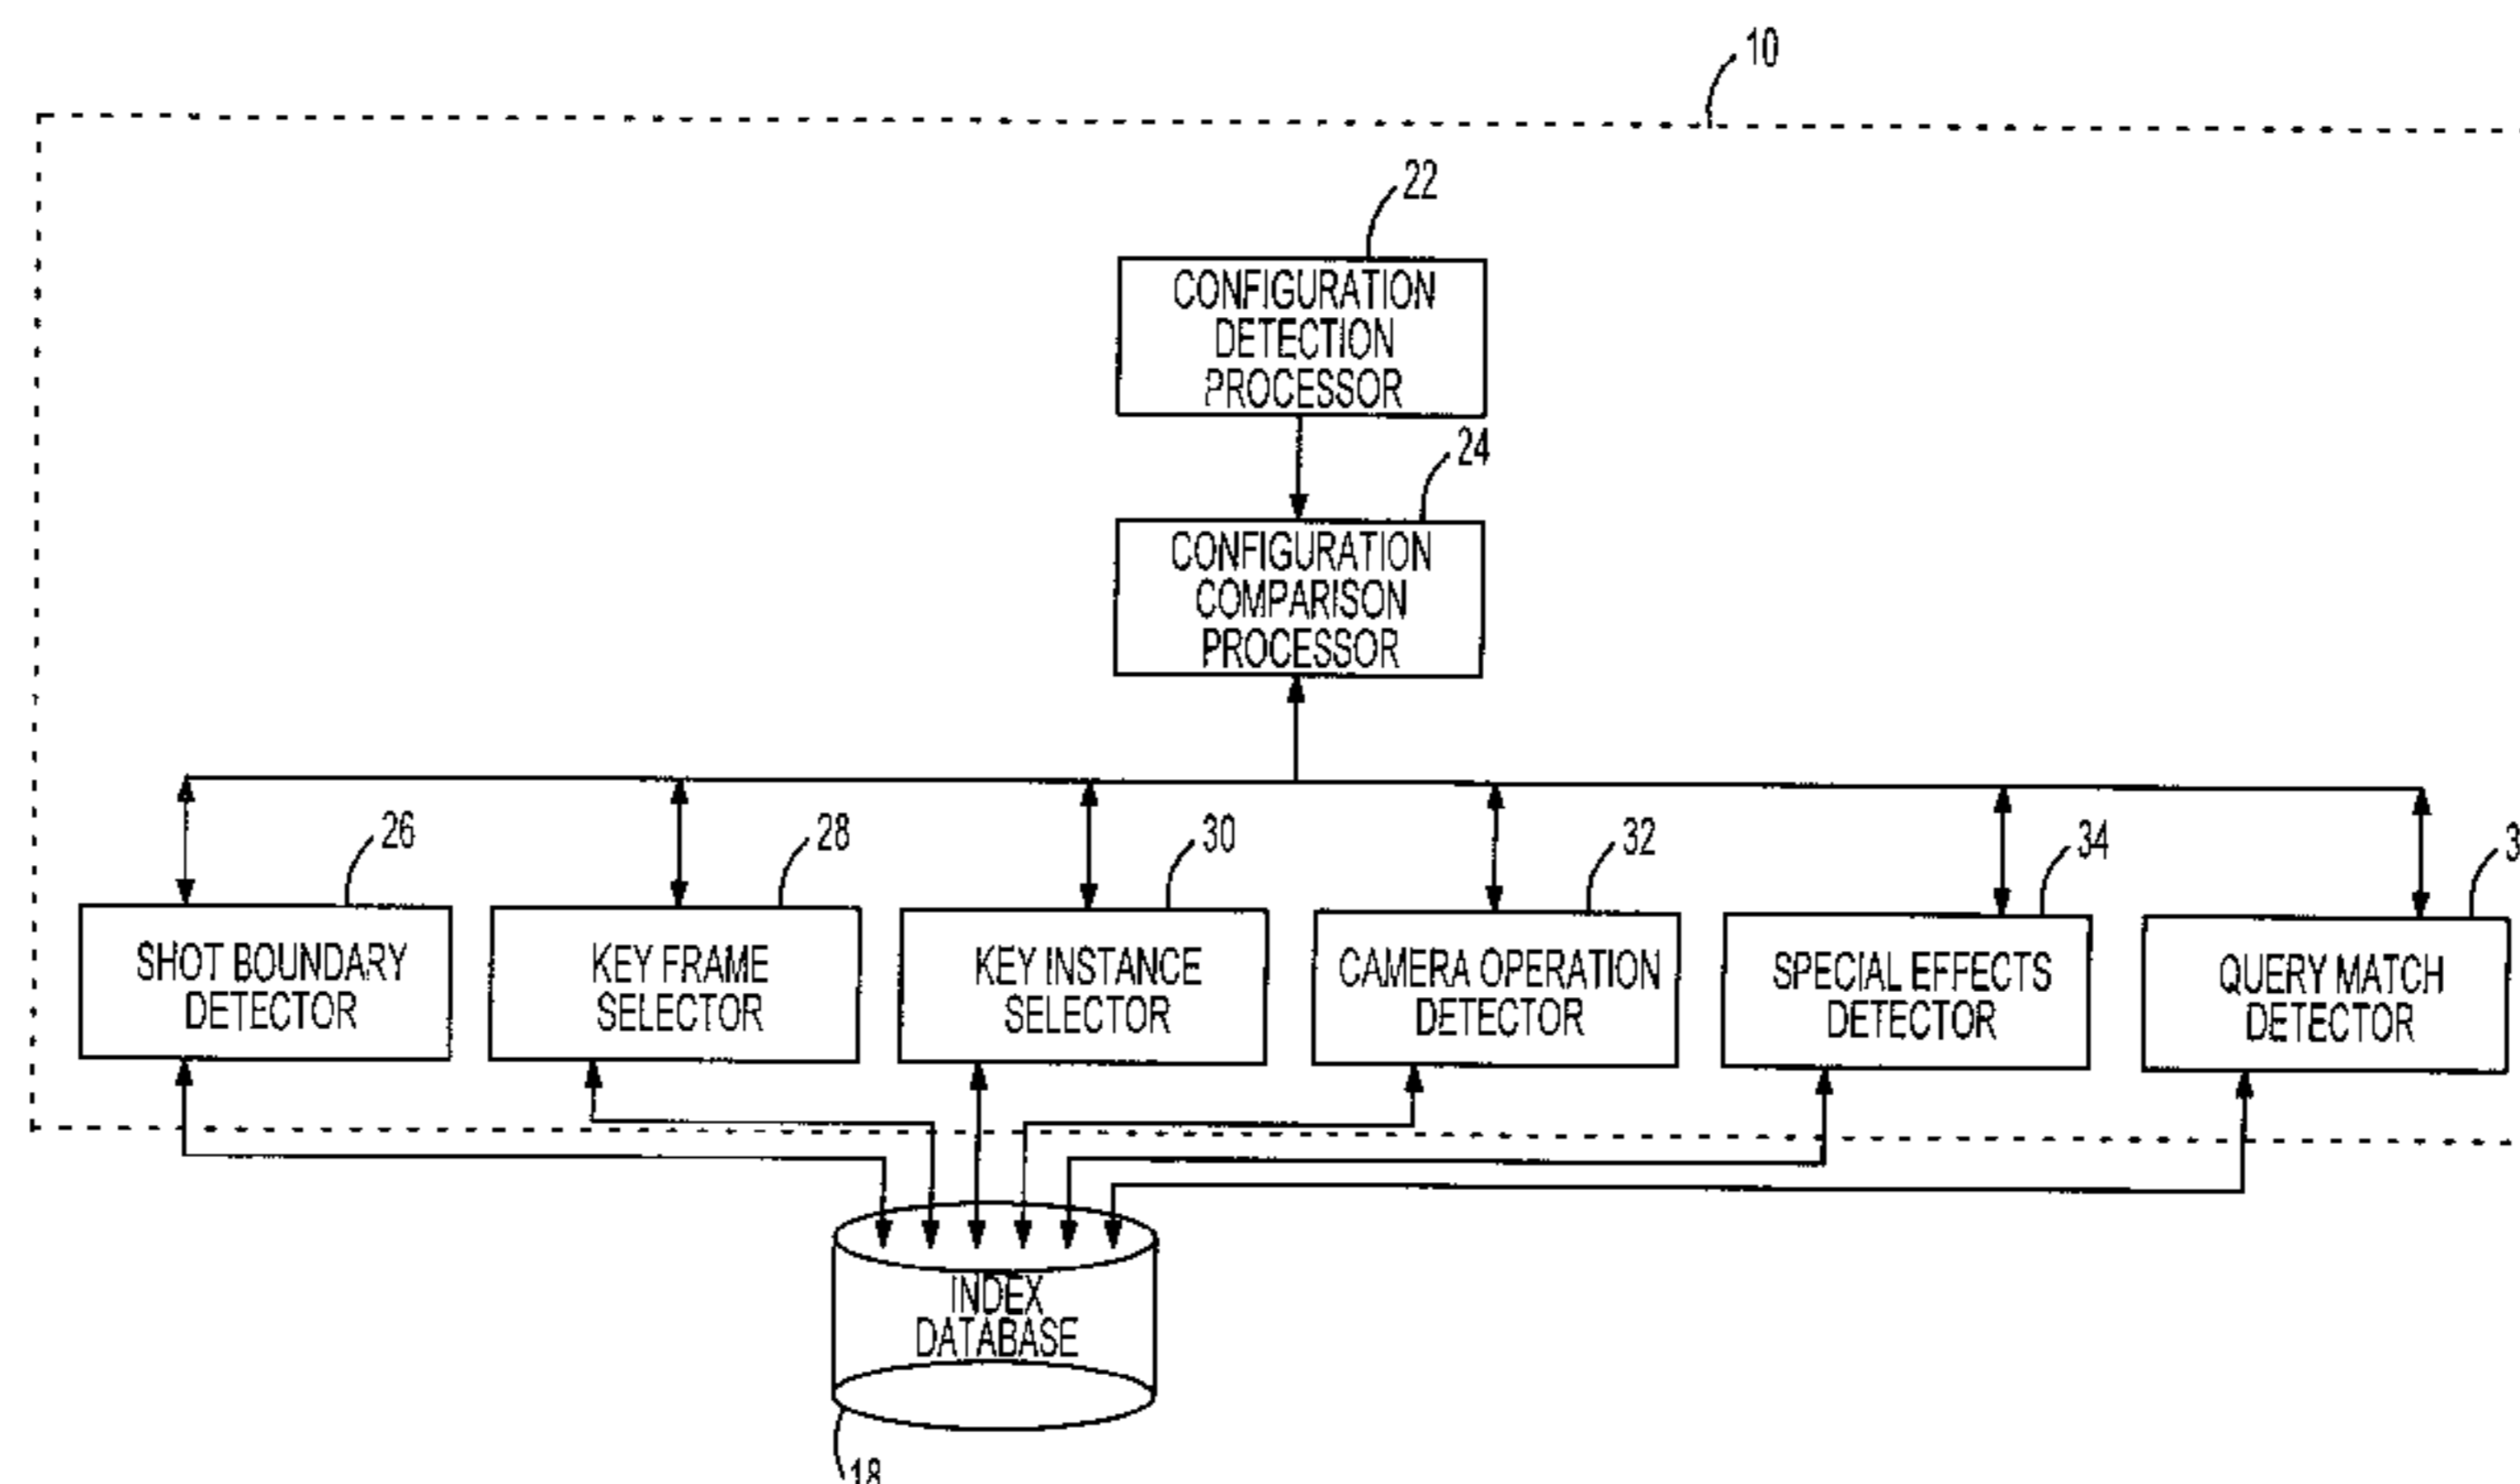 10
22
CONFIGURATION
DETECTION
PROCESSOR
24
CONFIGURATION
COMPARISON
PROCESSOR
26
28
30
32
34
3
SHOT BOUNDARY
DETECTOR
KEY FRAME
SELECTOR
KEY INSTANCE
SELECTOR
CAMERA OPERATION
DETECTOR
SPECIAL EFFECTS
DETECTOR
QUERY MATCH
DETECTOR
INDEX
DATABASE
18